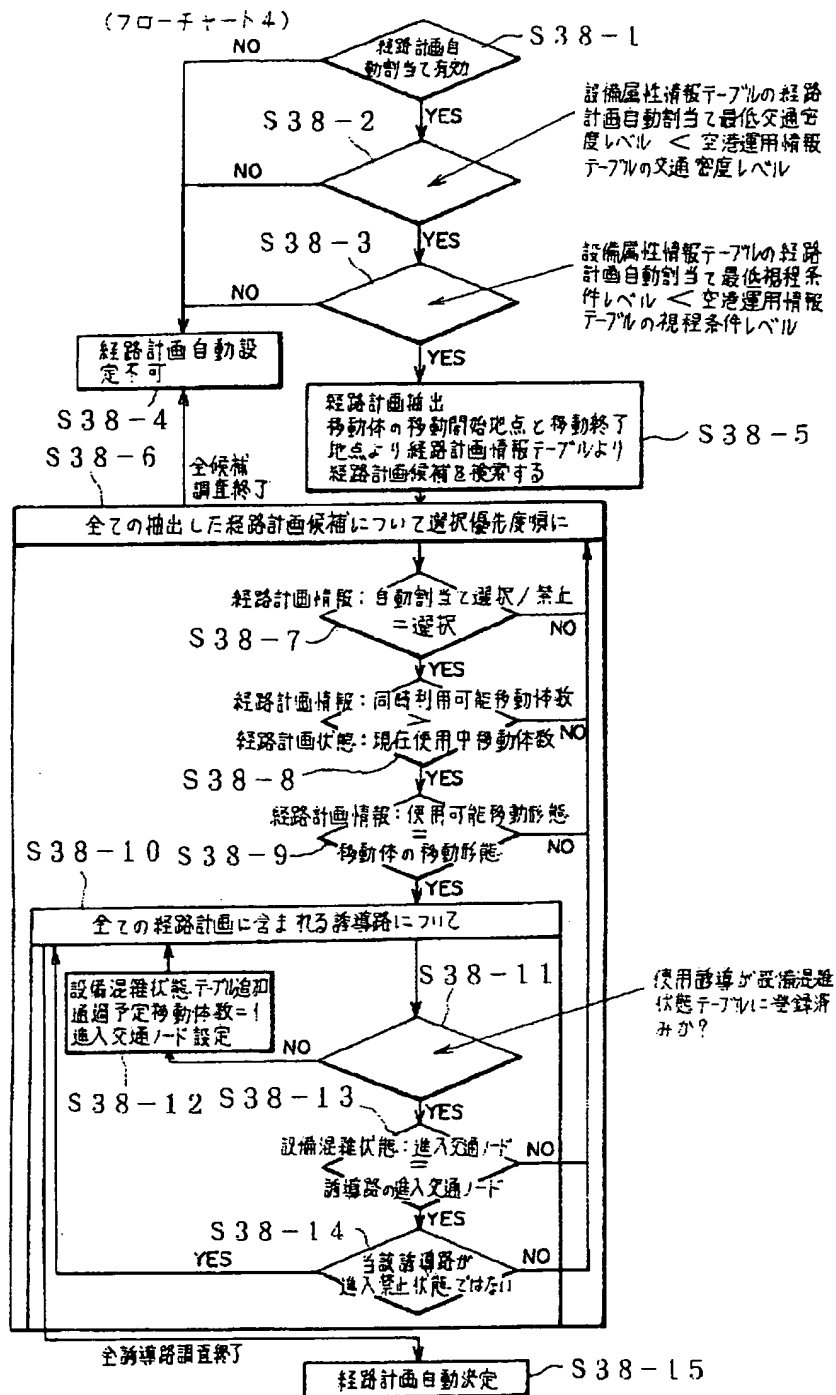 (フローチャート4)
NO
経路計画自
動割当て有効
S38-1
YES
S38-2
NO
設備属性情報テーブルの経路
計画自動割当て最低交通密
度レベル < 空港運用情報
テーブルの交通密度レベル
YES
S38-3
NO
設備属性情報テーブルの経路
計画自動割当て最低視程条
件レベル < 空港運用情報
テーブルの視程条件レベル
YES
経路計画自動設
定不可
S38-4
経路計画抽出
移動体の移動開始地点と移動終了
地点より経路計画情報テーブルより
経路計画候補を検索する
S38-5
S38-6
全候補
調査終了
全ての抽出した経路計画候補について選択優先度順に
経路計画情報:自動割当て選択/禁止
=選択
NO
S38-7
YES
経路計画情報:同時利用可能移動体数
>
経路計画状態:現在使用中移動体数
NO
S38-8
YES
経路計画情報:使用可能移動形態
=
移動体の移動形態
NO
S38-9
YES
S38-10
全ての経路計画に含まれる誘導路について
設備混雑状態テーブル追加
通過予定移動体数=1
進入交通ノード設定
S38-11
使用誘導が設備混雑
状態テーブルに登録済
みか?
NO
S38-12
YES
S38-13
設備混雑状態:進入交通ノード
=
誘導路の進入交通ノード
NO
YES
S38-14
YES
当該誘導路が
進入禁止状態ではない
NO
全誘導路調査終了
経路計画自動決定
S38-15